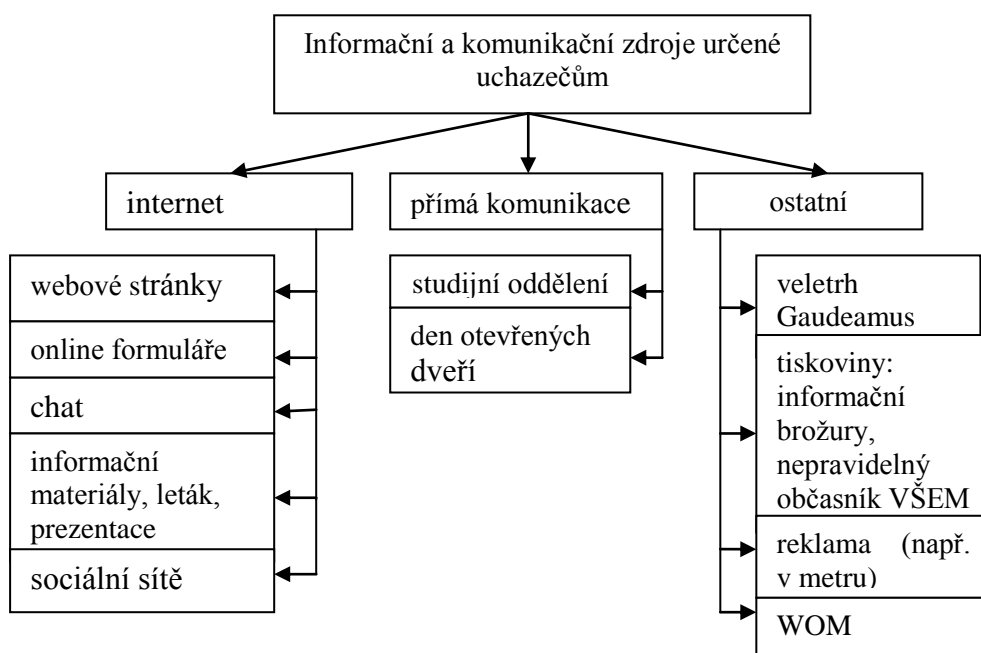 Informační a komunikační zdroje určené
uchazečům
internet
přímá komunikace
ostatní
webové stránky
online formuláře
chat
informační
materiály, leták,
prezentace
sociální sítě
studijní oddělení
den otevřených
dveří
veletrh
Gaudeamus
tiskoviny:
informační
brožury,
nepravidelný
občasník VŠEM
reklama (např.
v metru)
WOM